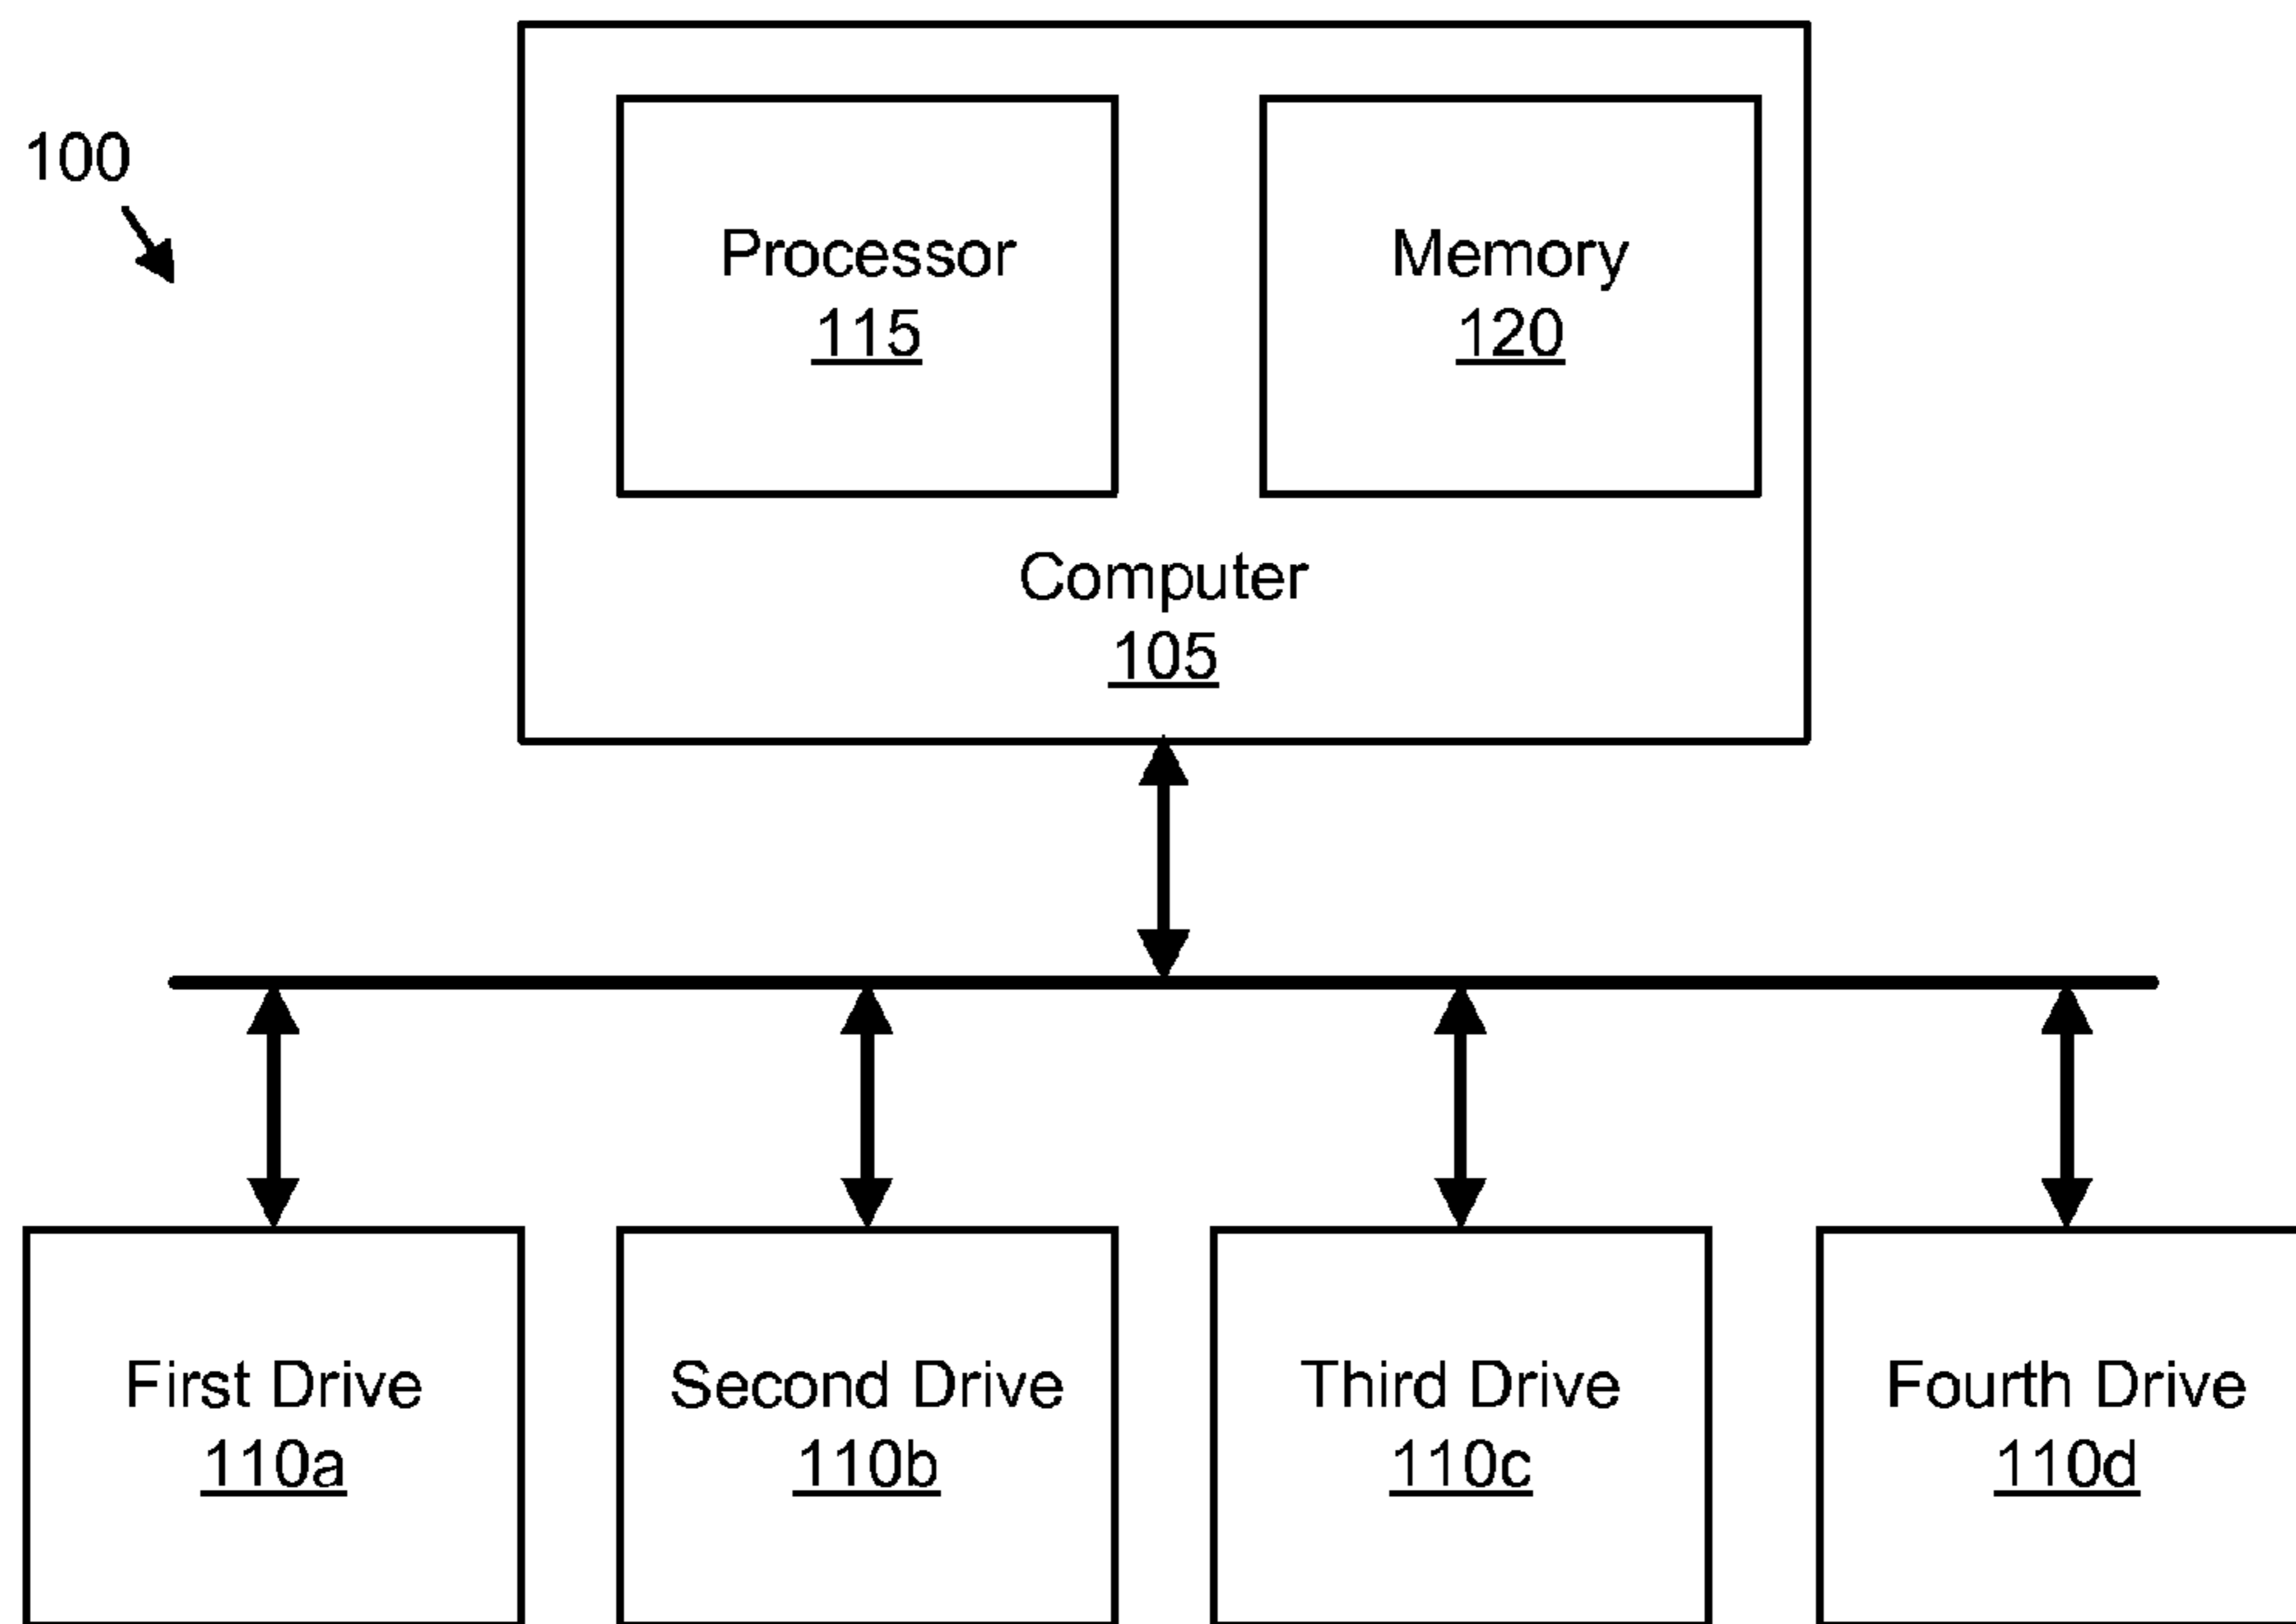 100
Processor
115
Memory
120
Computer
105
First Drive
110a
Second Drive
110b
Third Drive
110c
Fourth Drive
110d